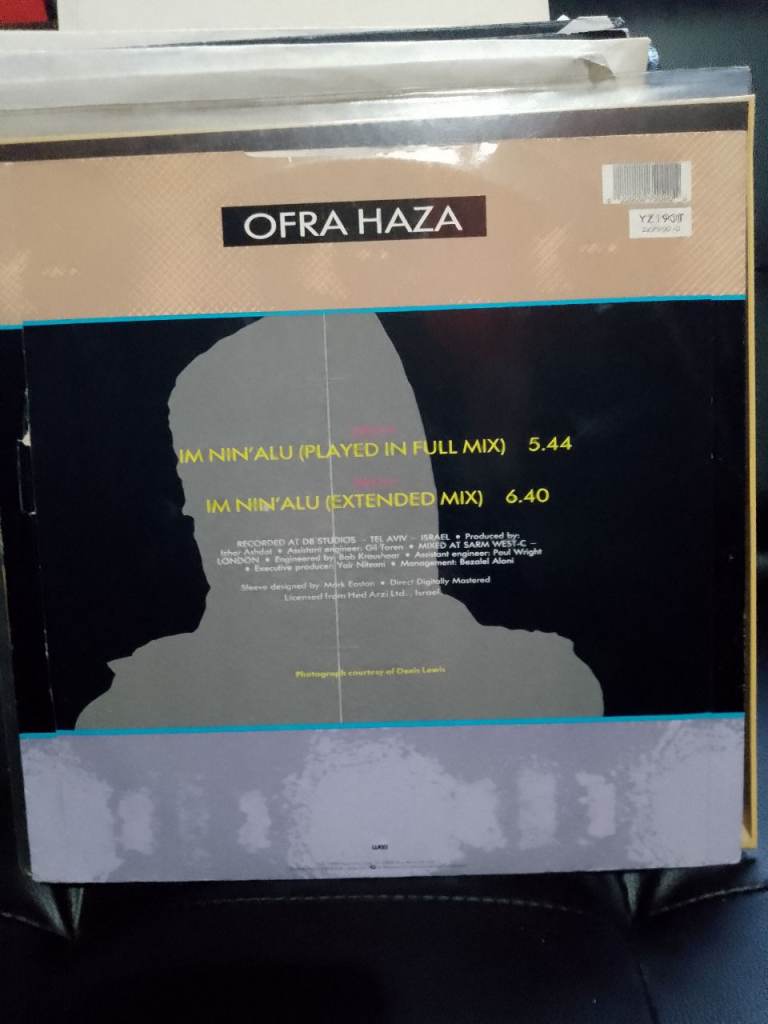 OFRA HAZA
YZ190T
IM NIN'ALU (PLAYED IN FULL MIX) 5.44
IM NIN'ALU (EXTENDED MIX) 6.40
RECORDED AT DB STUDIOS – TEL AVIV – ISRAEL • Produced by:
Izhar Ashdot • Assistant engineer: Gil Toren • MIXED AT SARM WEST-C –
LONDON • Engineered by: Bob Kraushaar • Assistant engineer: Paul Wright
• Executive producer: Yair Nitzani • Management: Bezalel Aloni
Sleeve designed by Mark Easton • Direct Digitally Mastered
Licensed from Hed Arzi Ltd., Israel
Photograph courtesy of Denis Lewis